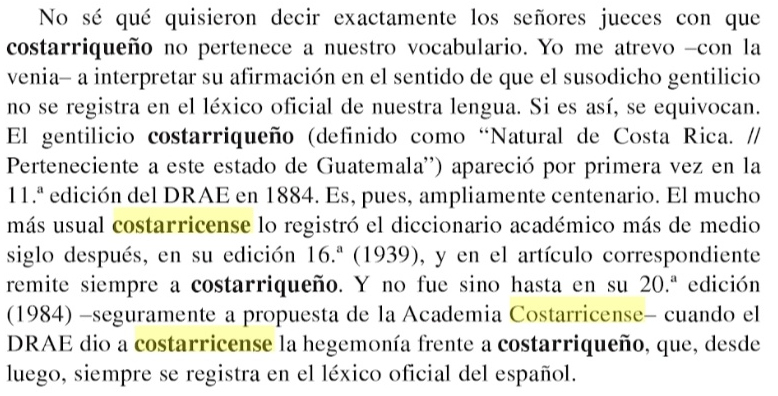 No sé qué quisieron decir exactamente los señores jueces con que
costarriqueño no pertenece a nuestro vocabulario. Yo me atrevo –con la
venia– a interpretar su afirmación en el sentido de que el susodicho gentilicio
no se registra en el léxico oficial de nuestra lengua. Si es así, se equivocan.
El gentilicio costarriqueño (definido como “Natural de Costa Rica. //
Perteneciente a este estado de Guatemala”) apareció por primera vez en la
11.ª edición del DRAE en 1884. Es, pues, ampliamente centenario. El mucho
más usual costarricense lo registró el diccionario académico más de medio
siglo después, en su edición 16.ª (1939), y en el artículo correspondiente
remite siempre a costarriqueño. Y no fue sino hasta en su 20.ª edición
(1984) –seguramente a propuesta de la Academia Costarricense– cuando el
DRAE dio a costarricense la hegemonía frente a costarriqueño, que, desde
luego, siempre se registra en el léxico oficial del español.